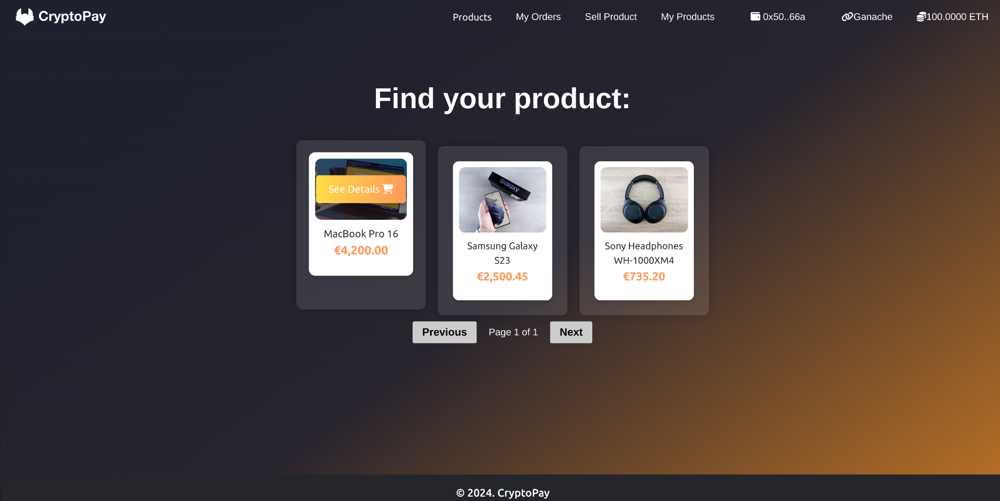 CryptoPay
Products
My Orders
Sell Product
My Products
0x50..66a
Ganache
100.0000 ETH
Find your product:
See Details
MacBook Pro 16
€4,200.00
Galaxy
Samsung Galaxy
S23
€2,500.45
Sony Headphones
WH-1000XM4
€735.20
Previous
Page 1 of 1
Next
© 2024. CryptoPay